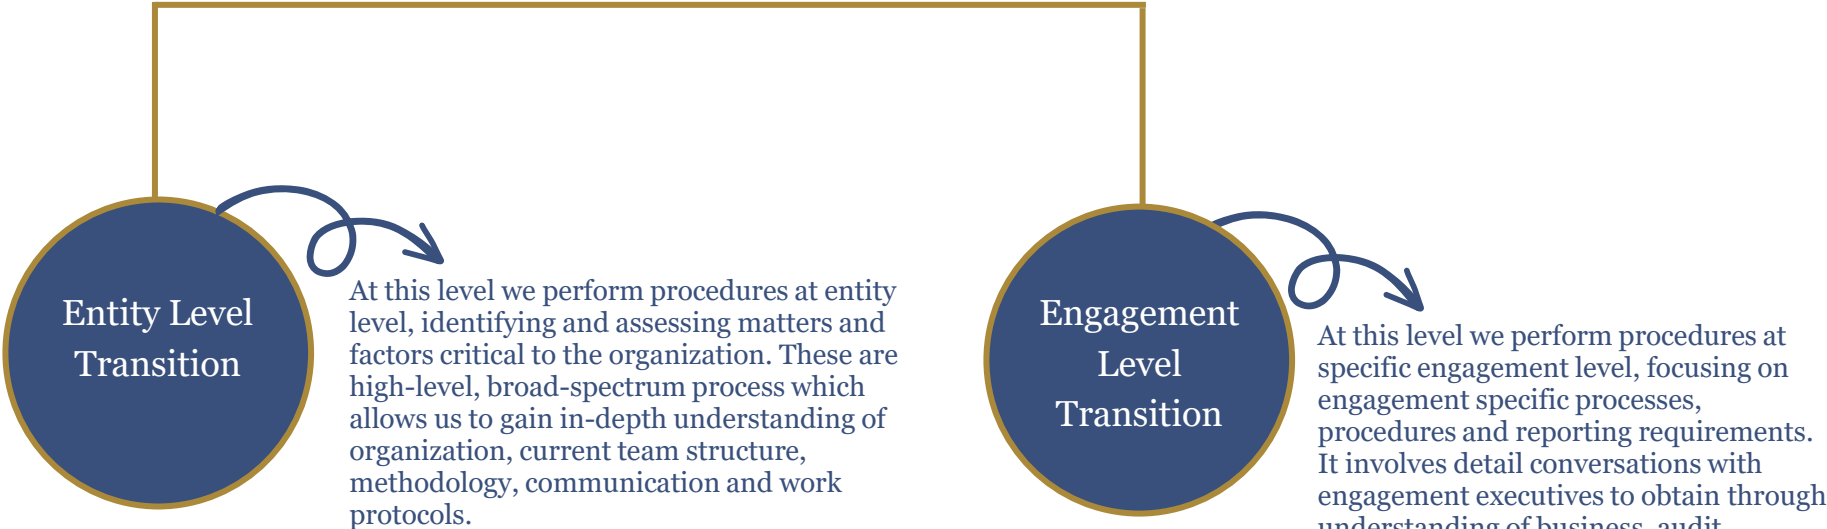 Entity Level
Transition
At this level we perform procedures at entity
level, identifying and assessing matters and
factors critical to the organization. These are
high-level, broad-spectrum process which
allows us to gain in-depth understanding of
organization, current team structure,
methodology, communication and work
protocols.
Engagement
Level
Transition
At this level we perform procedures at
specific engagement level, focusing on
engagement specific processes,
procedures and reporting requirements.
It involves detail conversations with
engagement executives to obtain through
understanding of business, audit